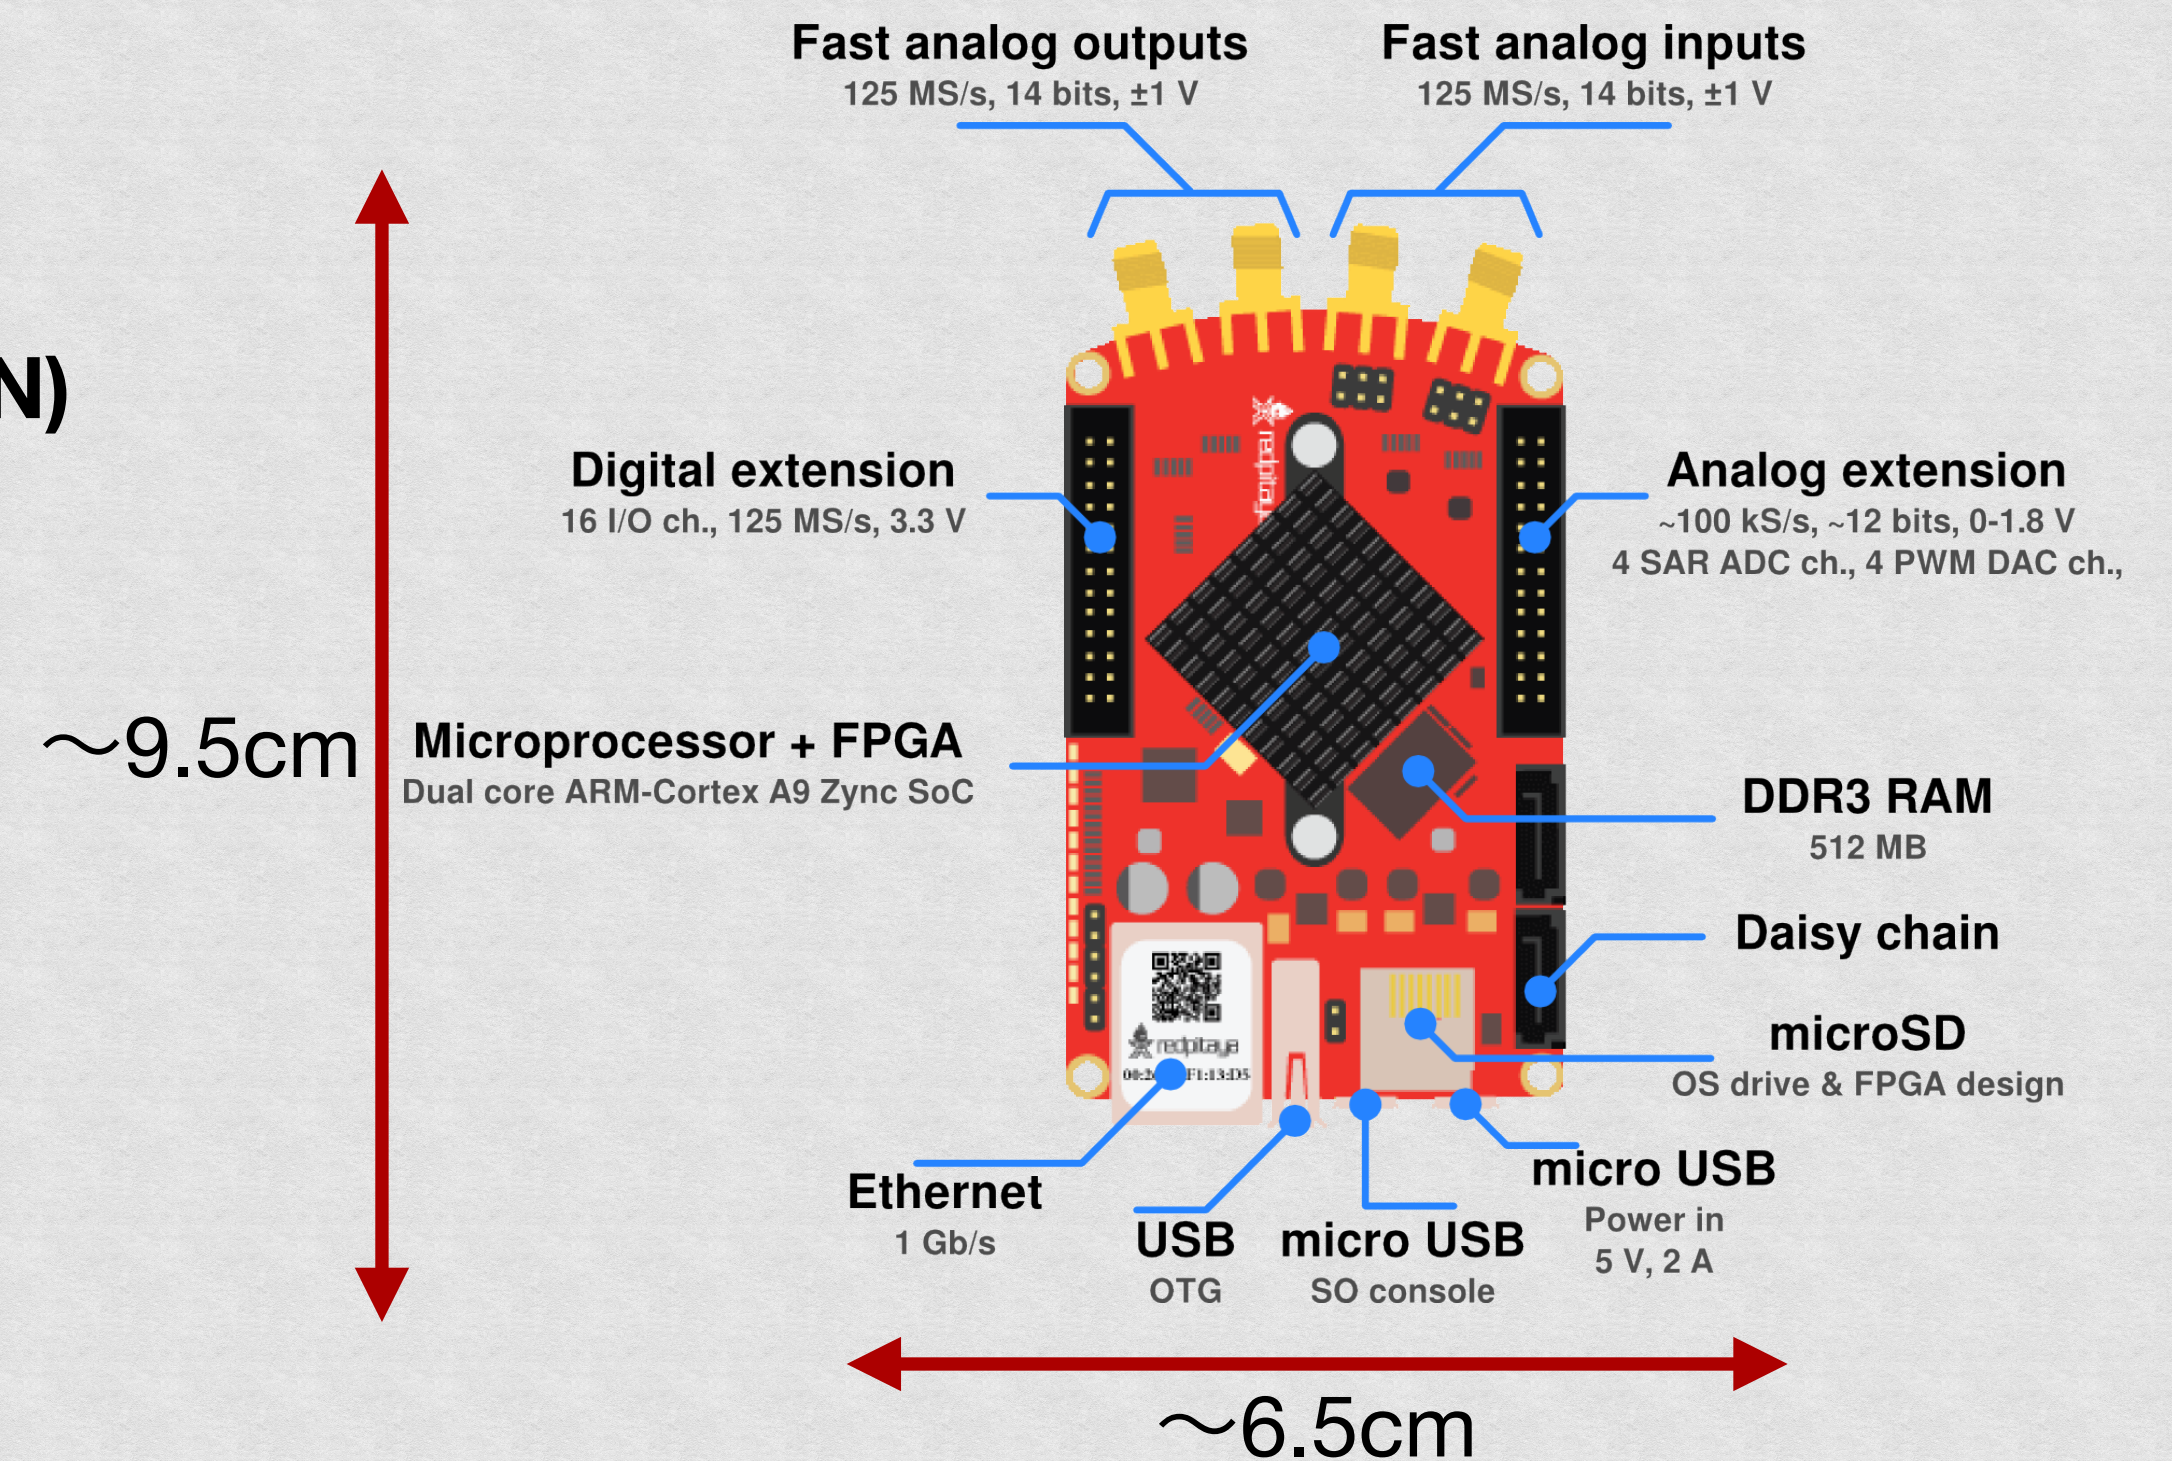 Fast analog outputs
125 MS/s, 14 bits, ±1 V
Fast analog inputs
125 MS/s, 14 bits, ±1 V
N)
Digital extension
16 I/O ch., 125 MS/s, 3.3 V
Analog extension
~100 kS/s, ~12 bits, 0-1.8 V
4 SAR ADC ch., 4 PWM DAC ch.,
redpitaya
~9.5cm
Microprocessor + FPGA
Dual core ARM-Cortex A9 Zync SoC
DDR3 RAM
512 MB
Daisy chain
redpitaya
microSD
OS drive & FPGA design
Ethernet
1 Gb/s
USB
OTG
micro USB
SO console
micro USB
Power in
5 V, 2 A
~6.5cm